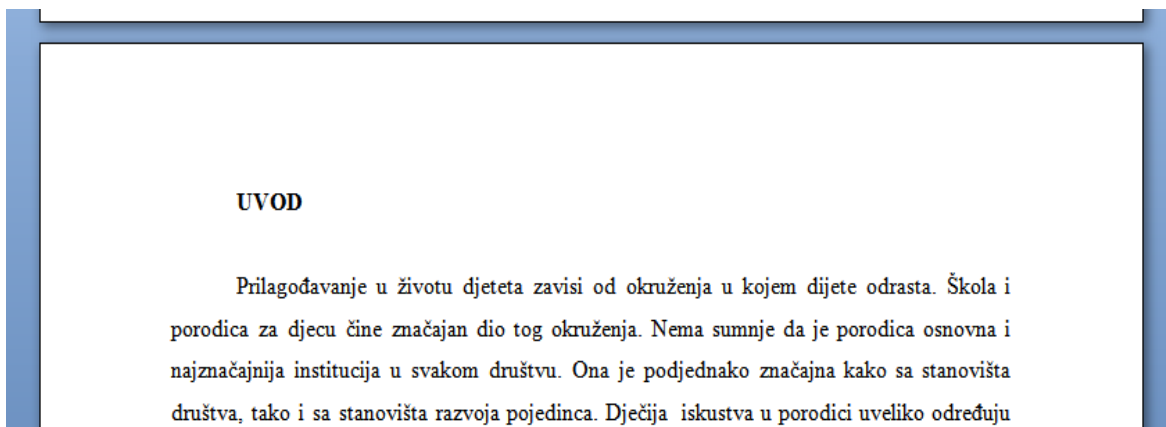 UVOD
Prilagođavanje u životu djeteta zavisi od okruženja u kojem dijete odrasta. Škola i
porodica za djecu čine značajan dio tog okruženja. Nema sumnje da je porodica osnovna i
najznačajnija institucija u svakom društvu. Ona je podjednako značajna kako sa stanovišta
društva, tako i sa stanovišta razvoja pojedinca. Dječija  iskustva u porodici uveliko određuju